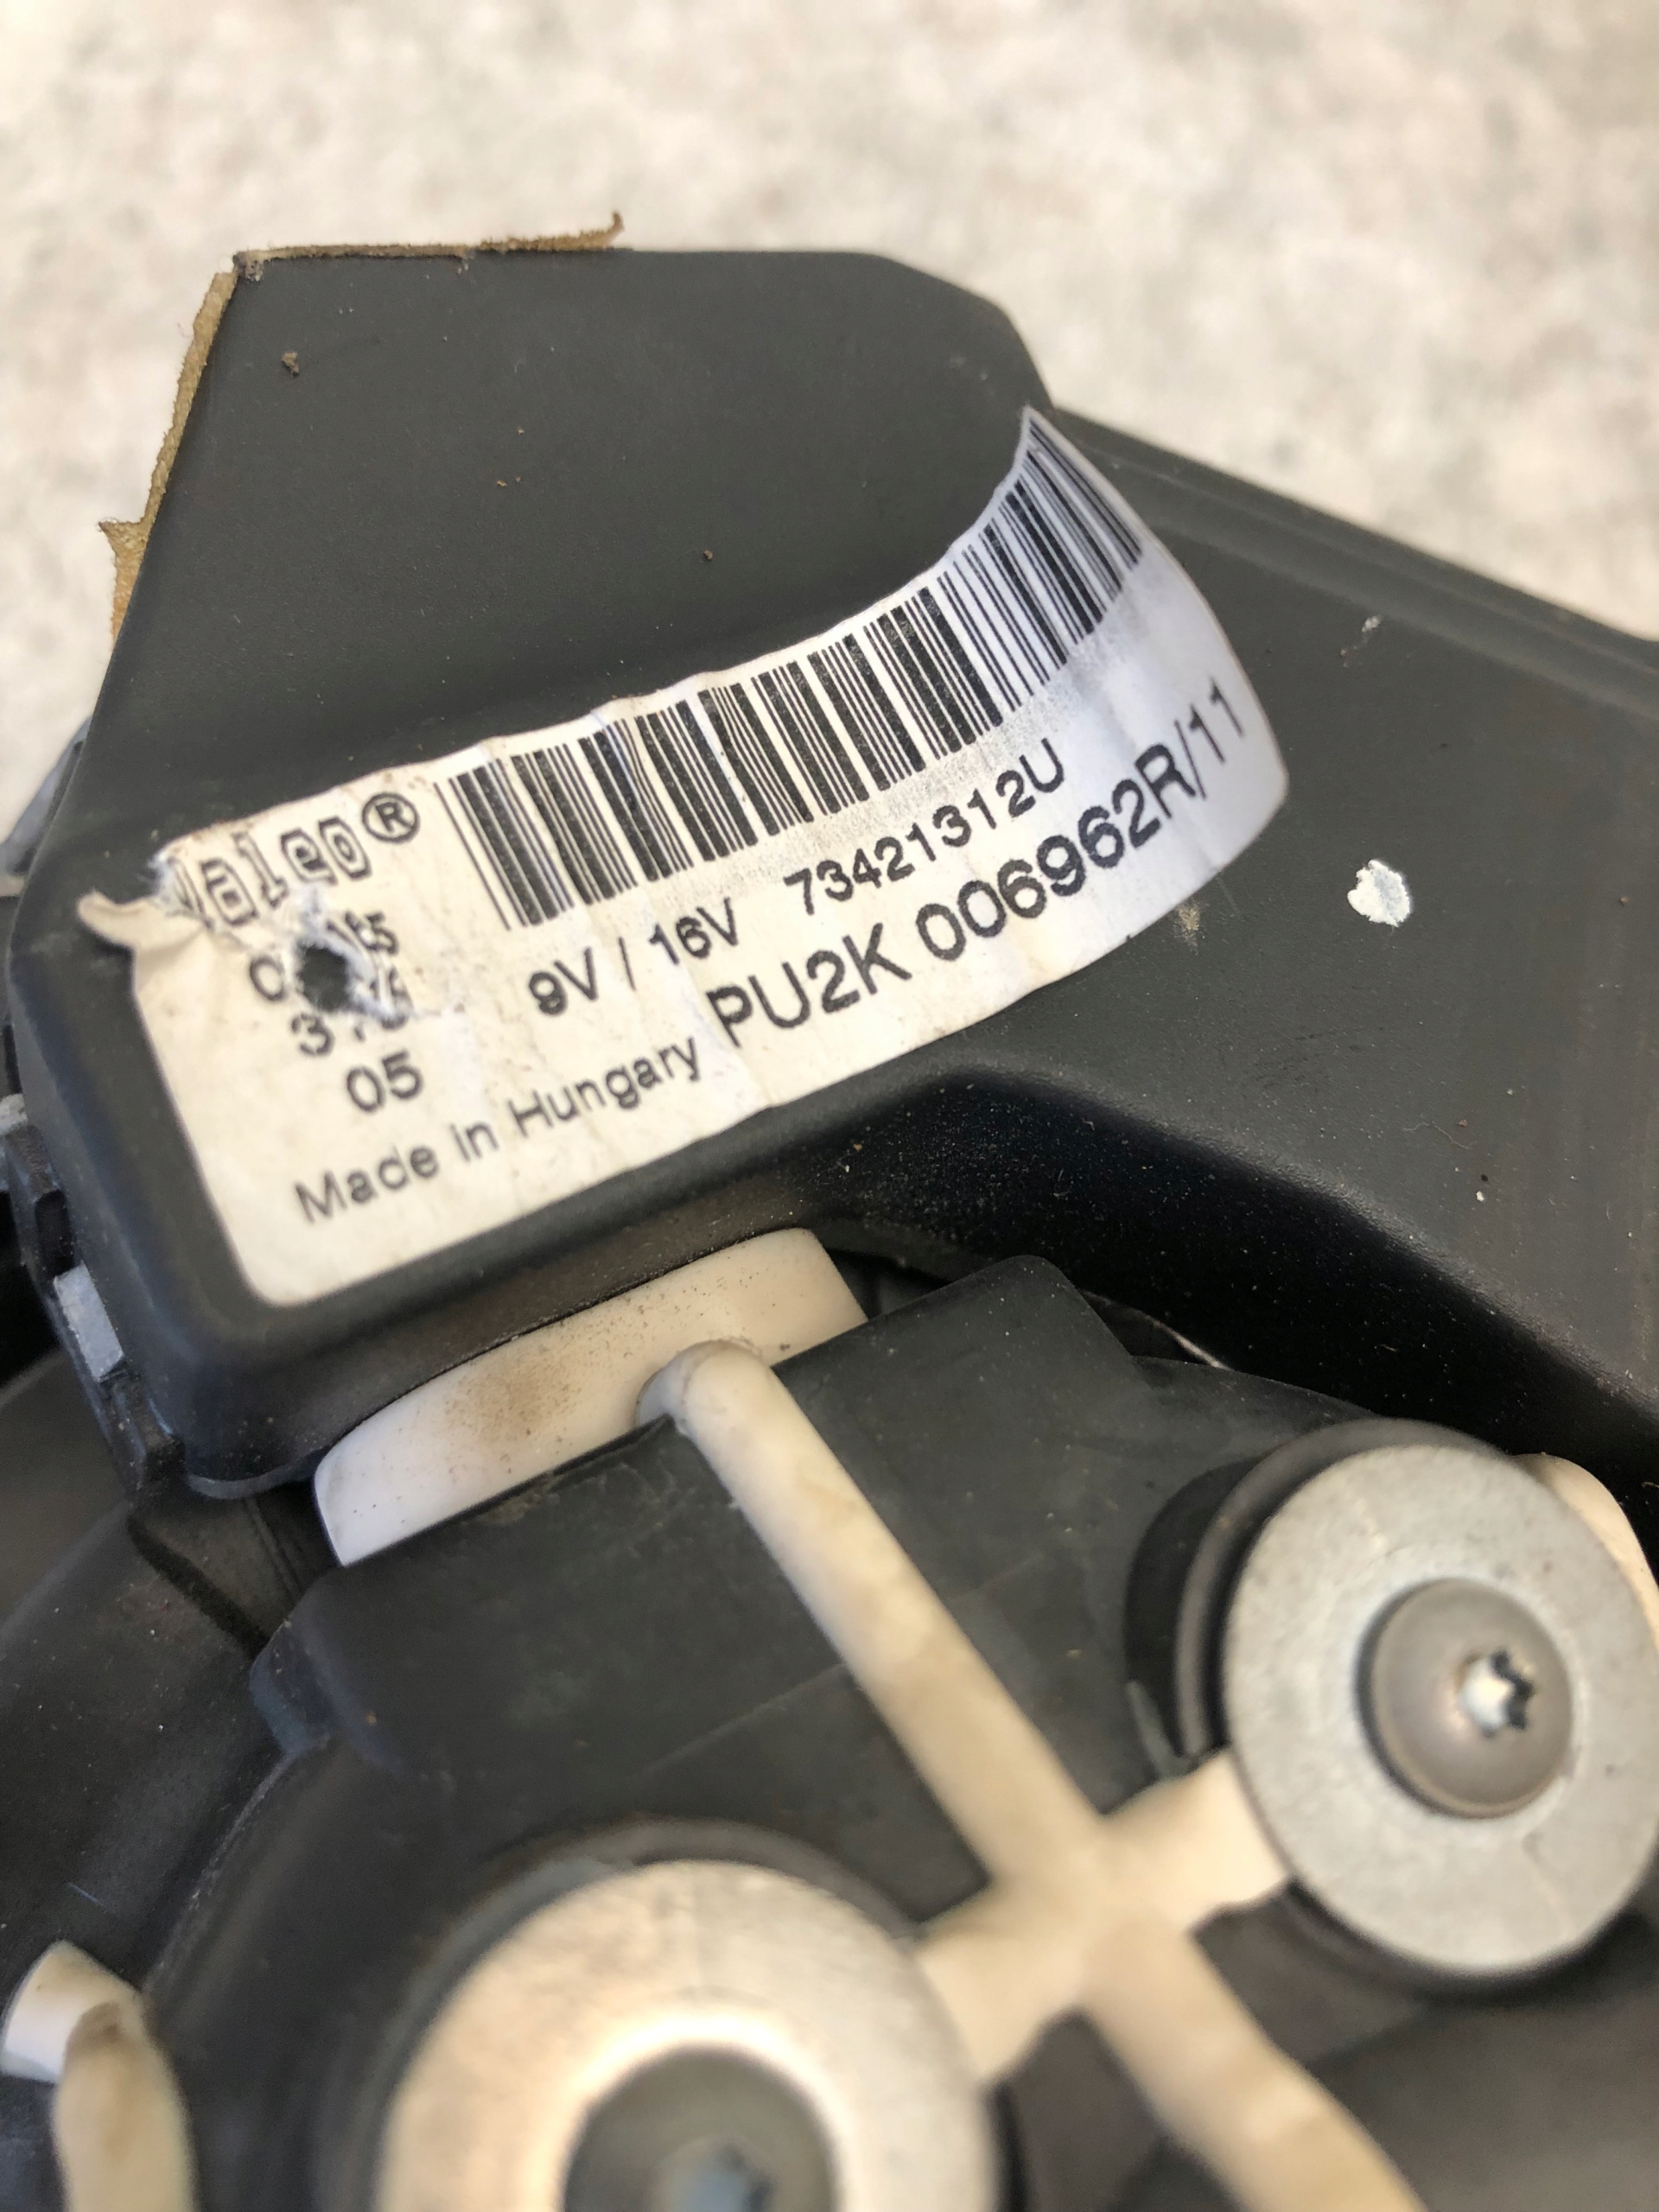 valeo®
9V / 16V 73421312U
05
Made in Hungary PU2K 006962R/11